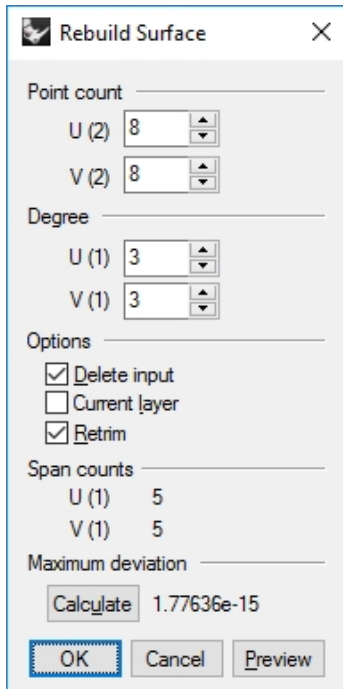 Rebuild Surface
Point count
U (2) 8
V (2) 8
Degree
U (1) 3
V (1) 3
Options
Delete input
Current layer
Retrim
Span counts
U (1) 5
V (1) 5
Maximum deviation
Calculate 1.77636e-15
OK Cancel Preview